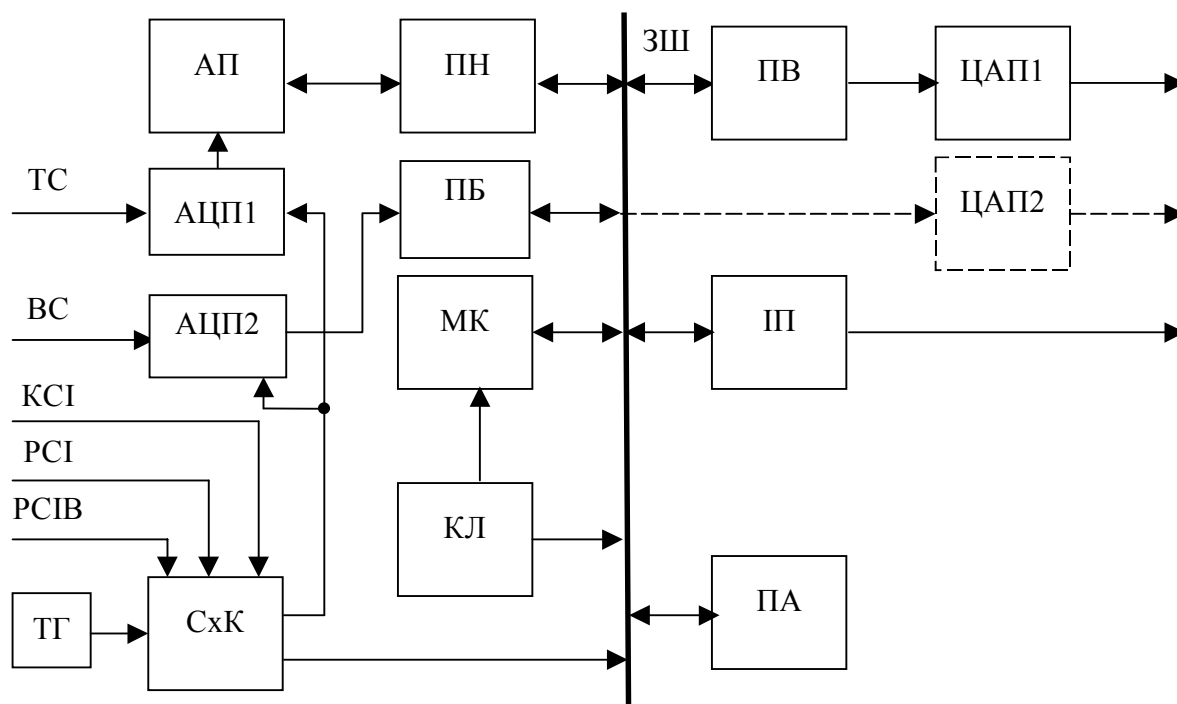 АП
ПН
ЗШ
ПВ
ЦАП1
ТС
АЦП1
ПБ
ЦАП2
ВС
АЦП2
МК
ІП
КСІ
РСІ
РСІВ
КЛ
ТГ
СхК
ПА